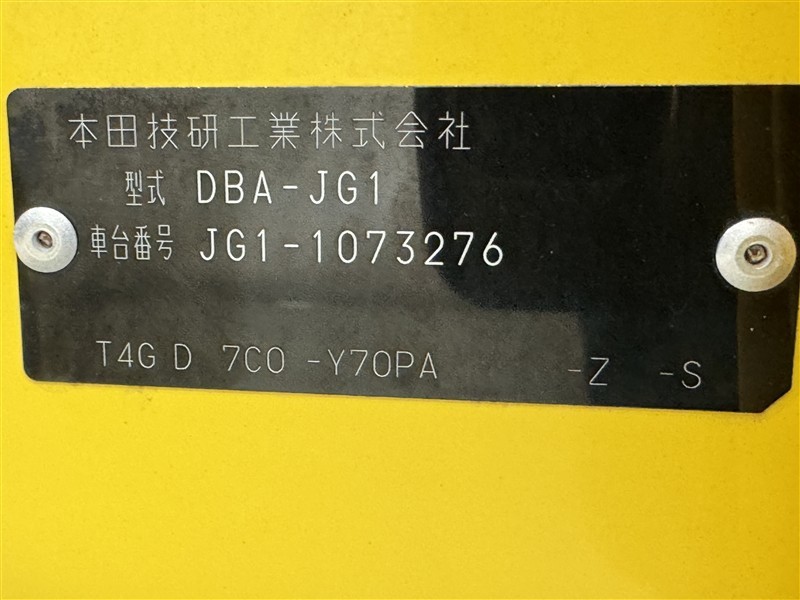 本田技研工業株式会社
型式 DBA-JG1
車台番号 JG1-1073276
T4G D 7C0 -Y70PA -Z -S